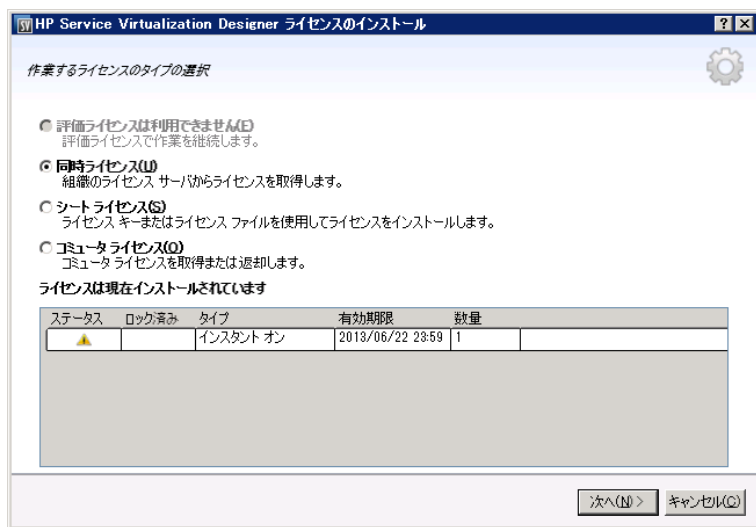 HP Service Virtualization Designer ライセンスのインストール
作業するライセンスのタイプの選択
評価ライセンスは利用できません(E)
評価ライセンスで作業を継続します。
同時ライセンス(U)
組織のライセンス サーバからライセンスを取得します。
シート ライセンス(S)
ライセンス キーまたはライセンス ファイルを使用してライセンスをインストールします。
コミュータ ライセンス(O)
コミュータ ライセンスを取得または返却します。
ライセンスは現在インストールされています
ステータス ロック済み タイプ 有効期限 数量
インスタント オン 2013/06/22 23:59 1
次へ(N) > キャンセル(C)